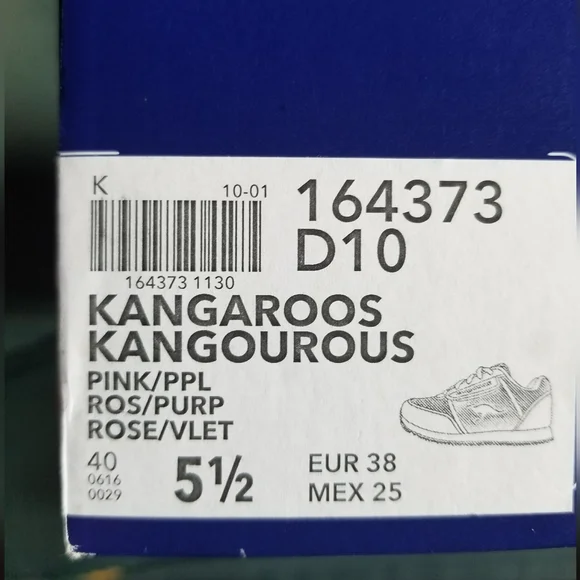 K 10-01
164373 1130
164373
D10
KANGAROOS
KANGOUROUS
PINK/PPL
ROS/PURP
ROSE/VLET
40
0616
0029
5½
EUR 38
MEX 25